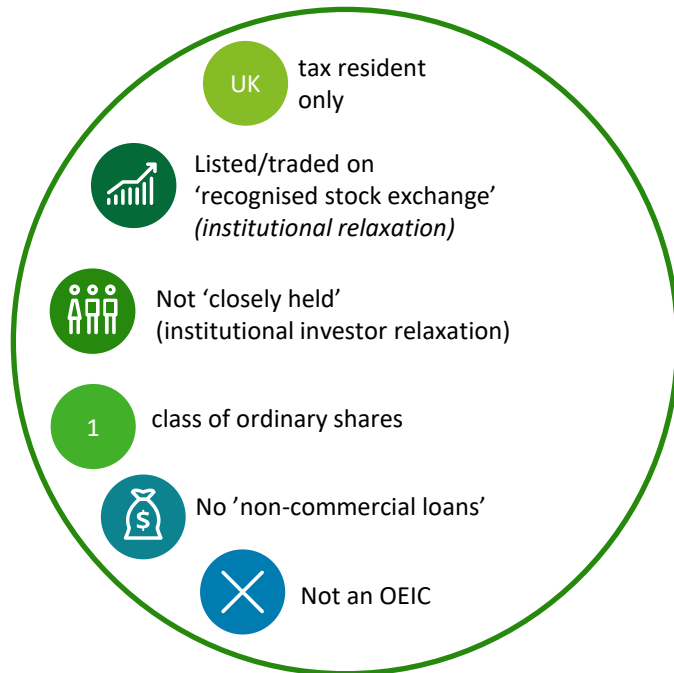 UK
tax resident
only
Listed/traded on
‘recognised stock exchange’
(institutional relaxation)
Not ‘closely held’
(institutional investor relaxation)
1
class of ordinary shares
$
No ’non-commercial loans’
Not an OEIC